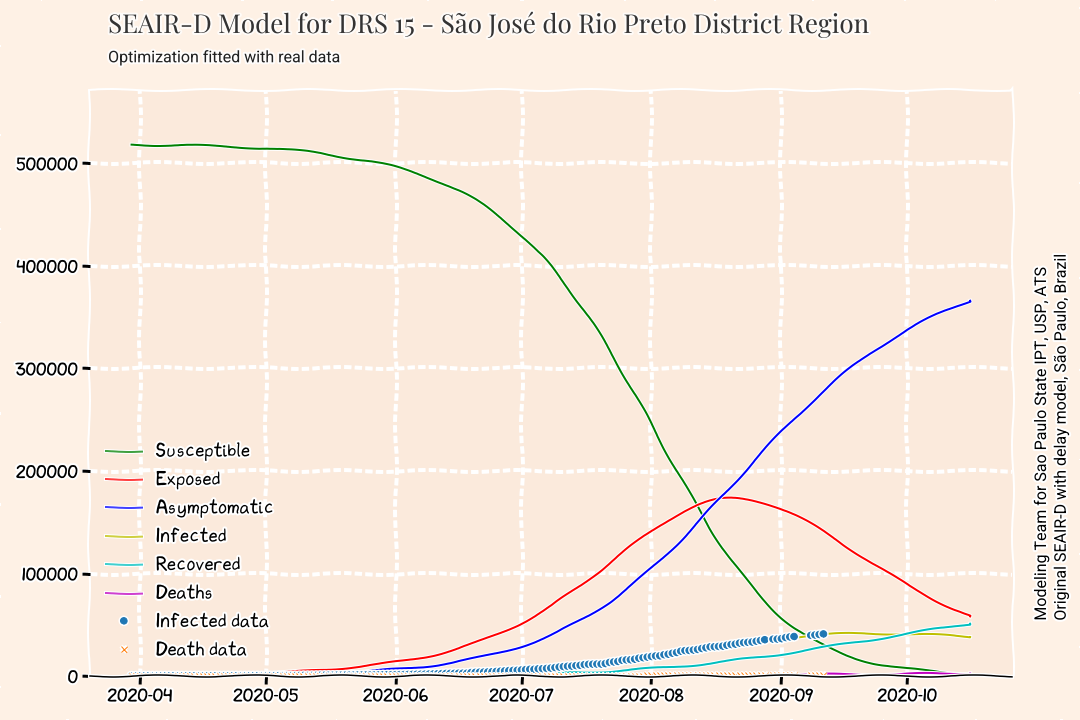 SEAIR-D Model for DRS 15 - São José do Rio Preto District Region
Optimization fitted with real data
500000
400000
300000
200000
100000
0
Susceptible
Exposed
Asymptomatic
Infected
Recovered
Deaths
Infected data
Death data
2020-04 2020-05 2020-06 2020-07 2020-08 2020-09 2020-10
Modeling Team for Sao Paulo State IPT, USP, ATS
Original SEAIR-D with delay model, São Paulo, Brazil